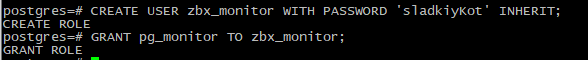 postgres=# CREATE USER zbx_monitor WITH PASSWORD 'sladkiyKot' INHERIT;
CREATE ROLE
postgres=# GRANT pg_monitor TO zbx_monitor;
GRANT ROLE
postgres=#